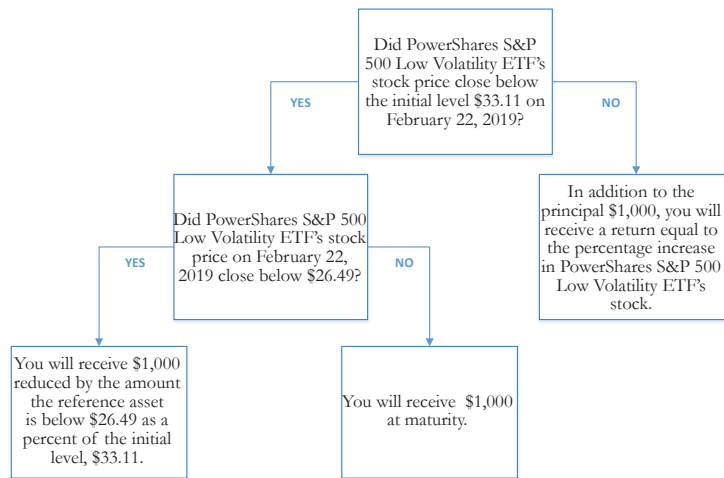 Did PowerShares S&P
500 Low Volatility ETF's
stock price close below
the initial level $33.11 on
February 22, 2019?
YES
NO
Did PowerShares S&P 500
Low Volatility ETF's stock
price on February 22,
2019 close below $26.49?
In addition to the
principal $1,000, you will
receive a return equal to
the percentage increase
in PowerShares S&P 500
Low Volatility ETF's
stock.
YES
NO
You will receive $1,000
reduced by the amount
the reference asset
is below $26.49 as a
percent of the initial
level, $33.11.
You will receive $1,000
at maturity.